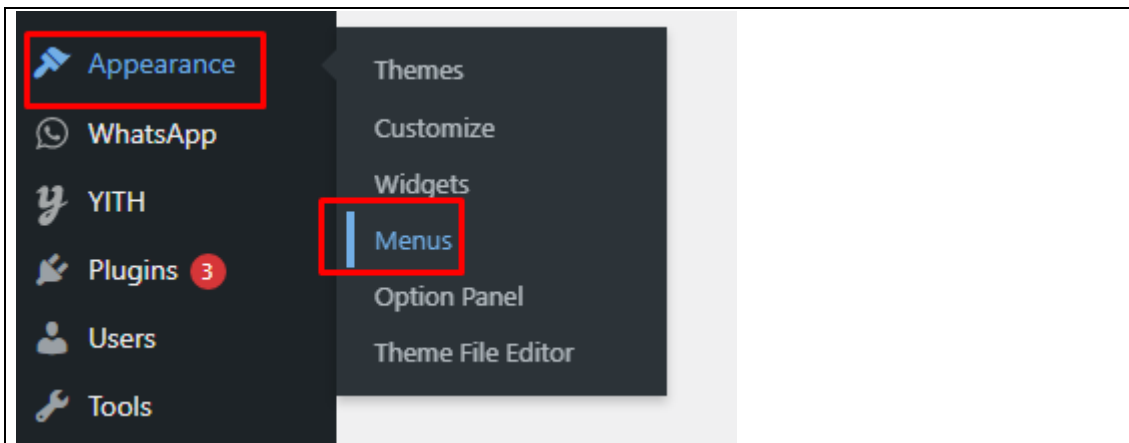 Appearance
WhatsApp
YITH
Plugins 3
Users
Tools
Themes
Customize
Widgets
Menus
Option Panel
Theme File Editor